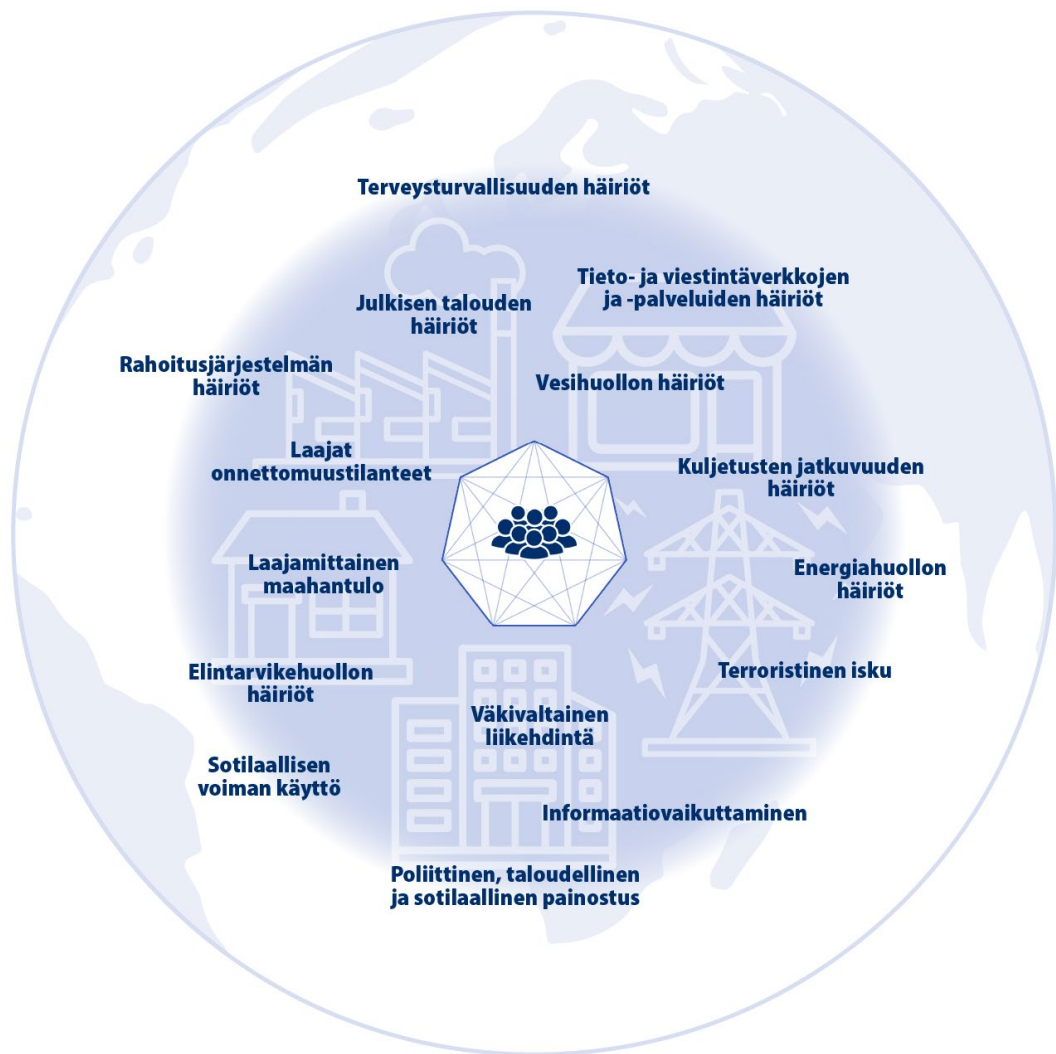 Terveysturvallisuuden häiriöt
Tieto- ja viestintäverkkojen
ja -palveluiden häiriöt
Julkisen talouden
häiriöt
Rahoitusjärjestelmän
häiriöt
Vesihuollon häiriöt
Laajat
onnettomuustilanteet
Kuljetusten jatkuvuuden
häiriöt
Laajamittainen
maahantulo
Energiahuollon
häiriöt
Elintarvikehuollon
häiriöt
Terroristinen isku
Väkivaltainen
liikehdintä
Sotilaallisen
voiman käyttö
Informaatiovaikuttaminen
Poliittinen, taloudellinen
ja sotilaallinen painostus